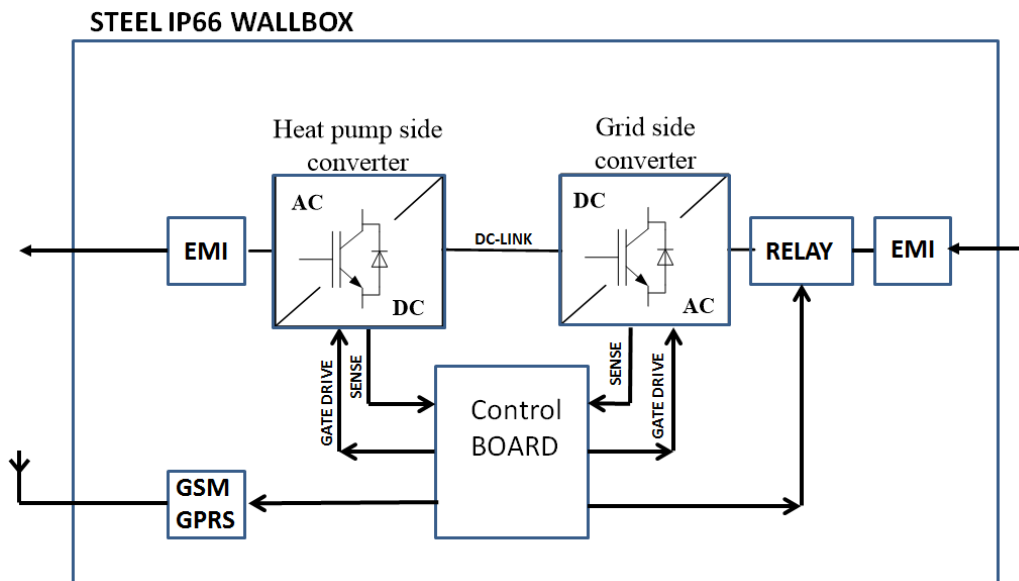 STEEL IP66 WALLBOX
Heat pump side
converter
Grid side
converter
AC
DC
DC
AC
EMI
DC-LINK
RELAY
EMI
GATE DRIVE
SENSE
SENSE
GATE DRIVE
Control
BOARD
GSM
GPRS